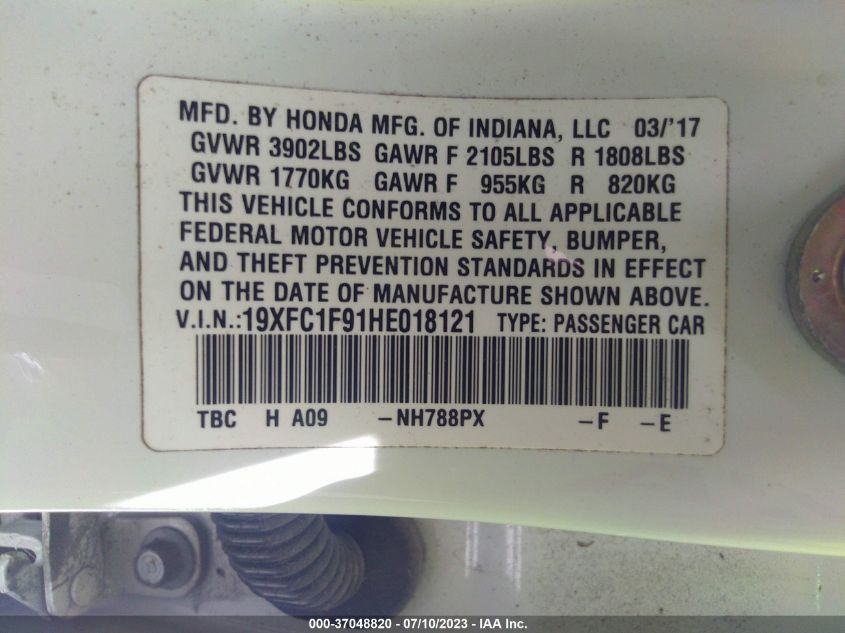 MFD. BY HONDA MFG. OF INDIANA, LLC 03/'17
GVWR 3902LBS GAWR F 2105LBS R 1808LBS
GVWR 1770KG GAWR F 955KG R 820KG
THIS VEHICLE CONFORMS TO ALL APPLICABLE
FEDERAL MOTOR VEHICLE SAFETY, BUMPER,
AND THEFT PREVENTION STANDARDS IN EFFECT
ON THE DATE OF MANUFACTURE SHOWN ABOVE.
V.I.N.:19XFC1F91HE018121 TYPE: PASSENGER CAR
TBC H A09 –NH788PX –F –E
000-37048820 - 07/10/2023 - IAA Inc.